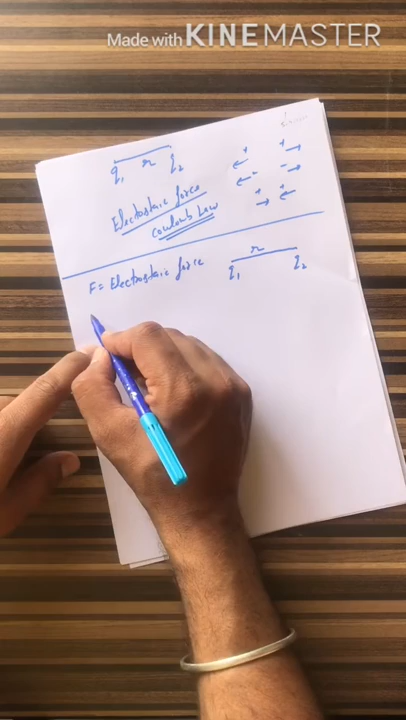 Made with KINEMASTER
q₁ r q₂
+ +
← →
- -
← →
+ +
→ ←
Electrostatic force
Coulomb Law
F = Electrostatic force
r
q₁ q₂